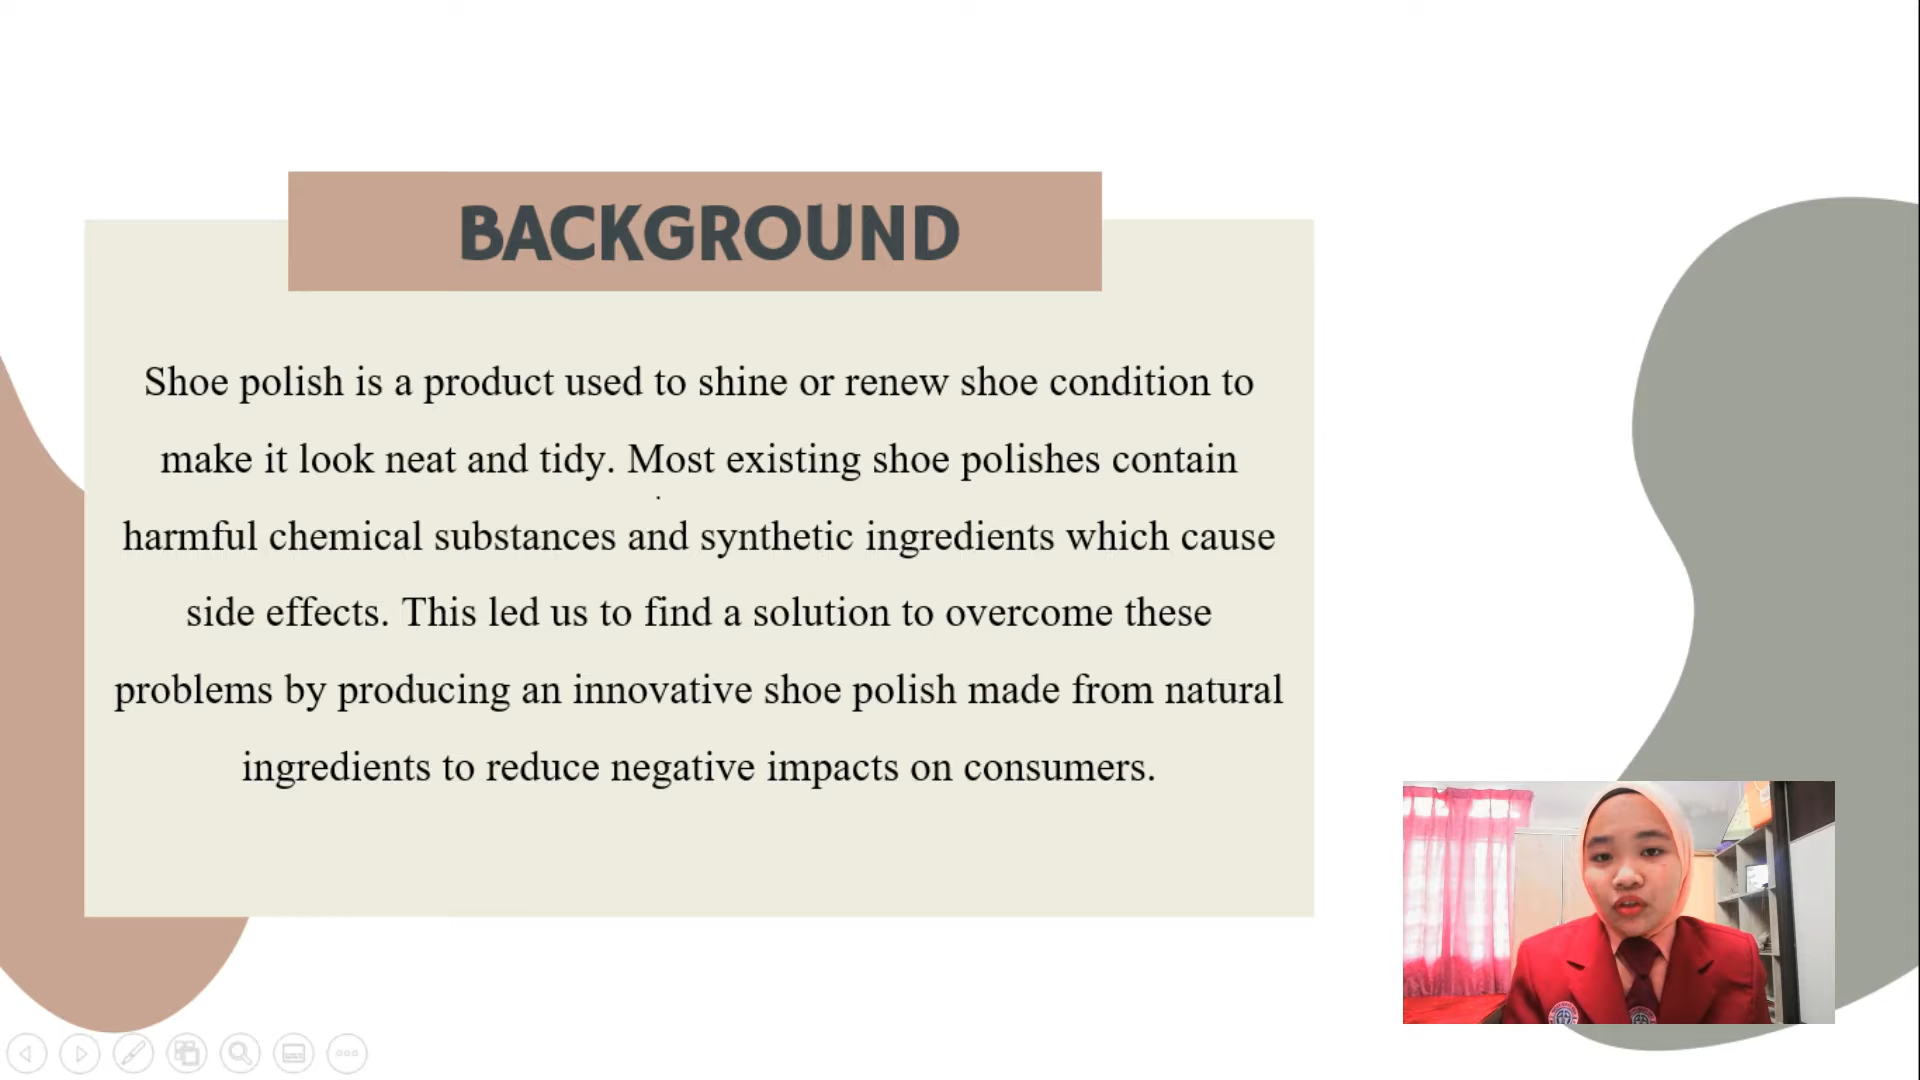 BACKGROUND
Shoe polish is a product used to shine or renew shoe condition to
make it look neat and tidy. Most existing shoe polishes contain
harmful chemical substances and synthetic ingredients which cause
side effects. This led us to find a solution to overcome these
problems by producing an innovative shoe polish made from natural
ingredients to reduce negative impacts on consumers.